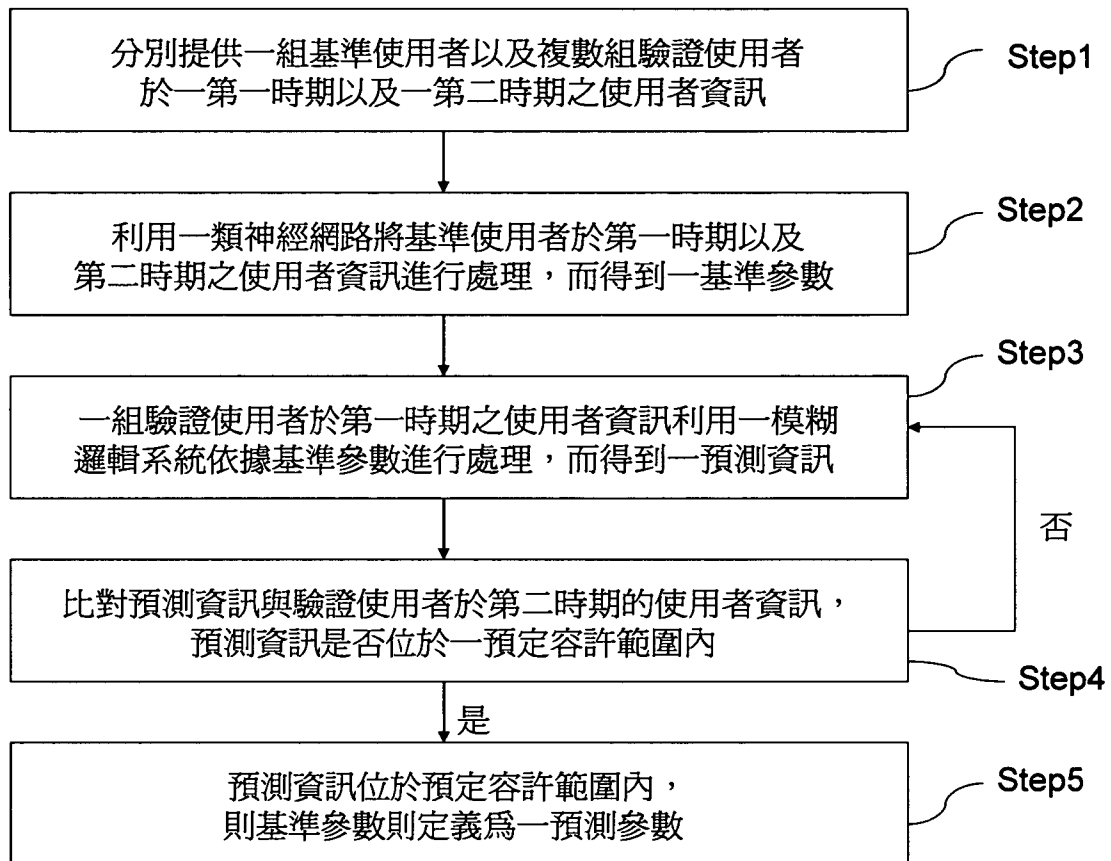 分別提供一組基準使用者以及複數組驗證使用者
於一第一時期以及一第二時期之使用者資訊
Step1
利用一類神經網路將基準使用者於第一時期以及
第二時期之使用者資訊進行處理，而得到一基準參數
Step2
一組驗證使用者於第一時期之使用者資訊利用一模糊
邏輯系統依據基準參數進行處理，而得到一預測資訊
Step3
否
比對預測資訊與驗證使用者於第二時期的使用者資訊，
預測資訊是否位於一預定容許範圍內
Step4
是
預測資訊位於預定容許範圍內，
則基準參數則定義爲一預測參數
Step5